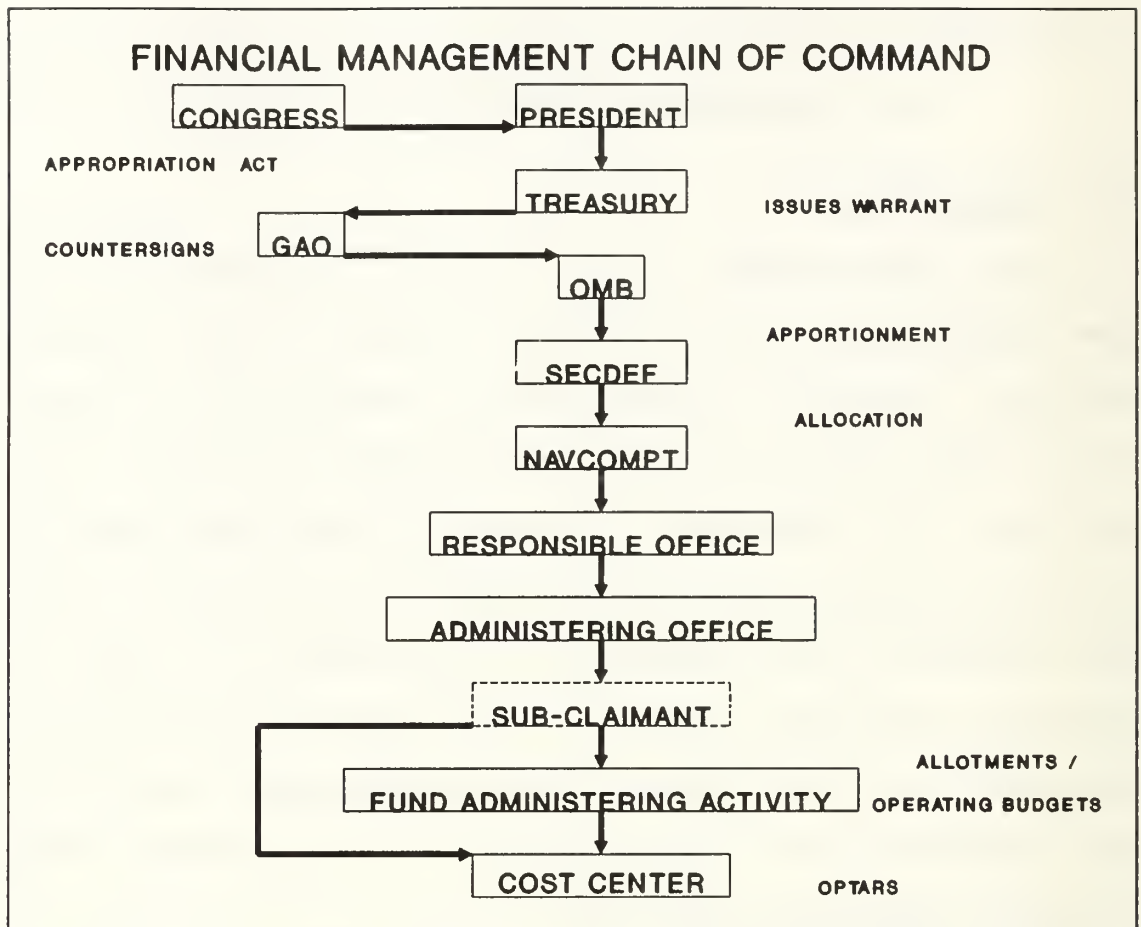 FINANCIAL MANAGEMENT CHAIN OF COMMAND
CONGRESS
PRESIDENT
APPROPRIATION ACT
TREASURY
ISSUES WARRANT
COUNTERSIGNS
GAO
OMB
APPORTIONMENT
SECDEF
ALLOCATION
NAVCOMPT
RESPONSIBLE OFFICE
ADMINISTERING OFFICE
SUB-CLAIMANT
ALLOTMENTS /
FUND ADMINISTERING ACTIVITY
OPERATING BUDGETS
COST CENTER
OPTARS